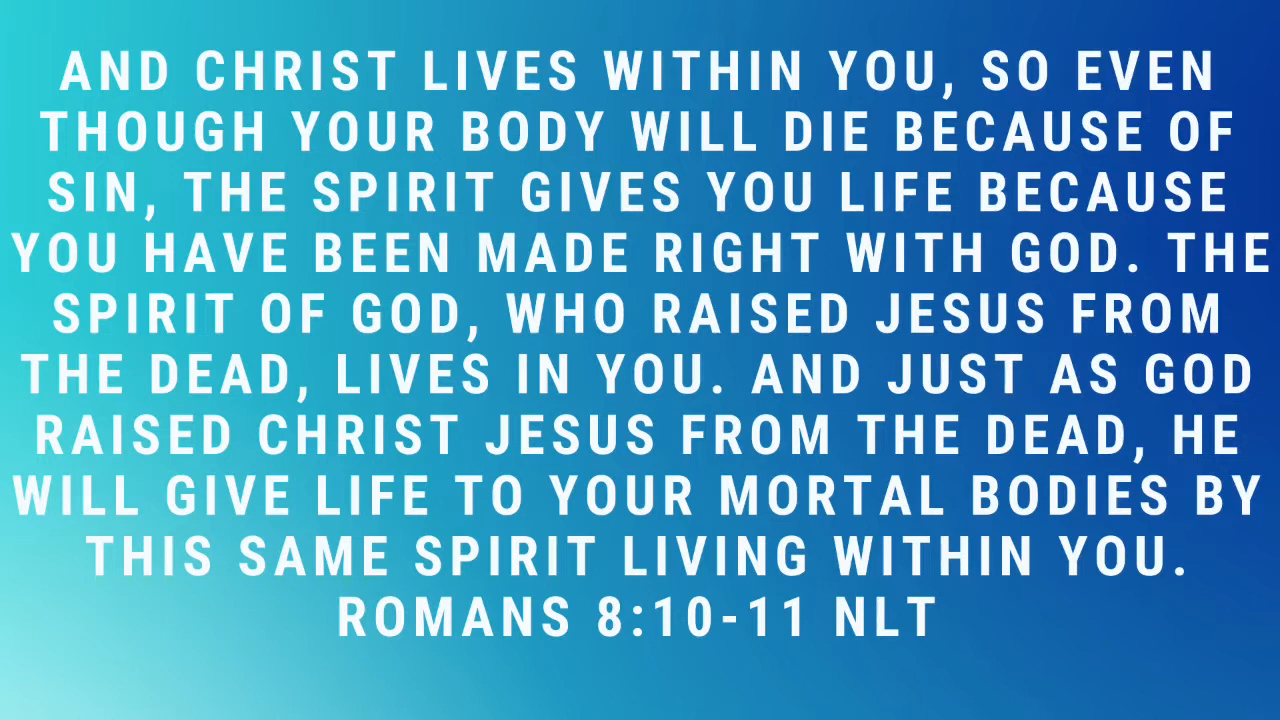 AND CHRIST LIVES WITHIN YOU, SO EVEN
THOUGH YOUR BODY WILL DIE BECAUSE OF
SIN, THE SPIRIT GIVES YOU LIFE BECAUSE
YOU HAVE BEEN MADE RIGHT WITH GOD. THE
SPIRIT OF GOD, WHO RAISED JESUS FROM
THE DEAD, LIVES IN YOU. AND JUST AS GOD
RAISED CHRIST JESUS FROM THE DEAD, HE
WILL GIVE LIFE TO YOUR MORTAL BODIES BY
THIS SAME SPIRIT LIVING WITHIN YOU.
ROMANS 8:10-11 NLT